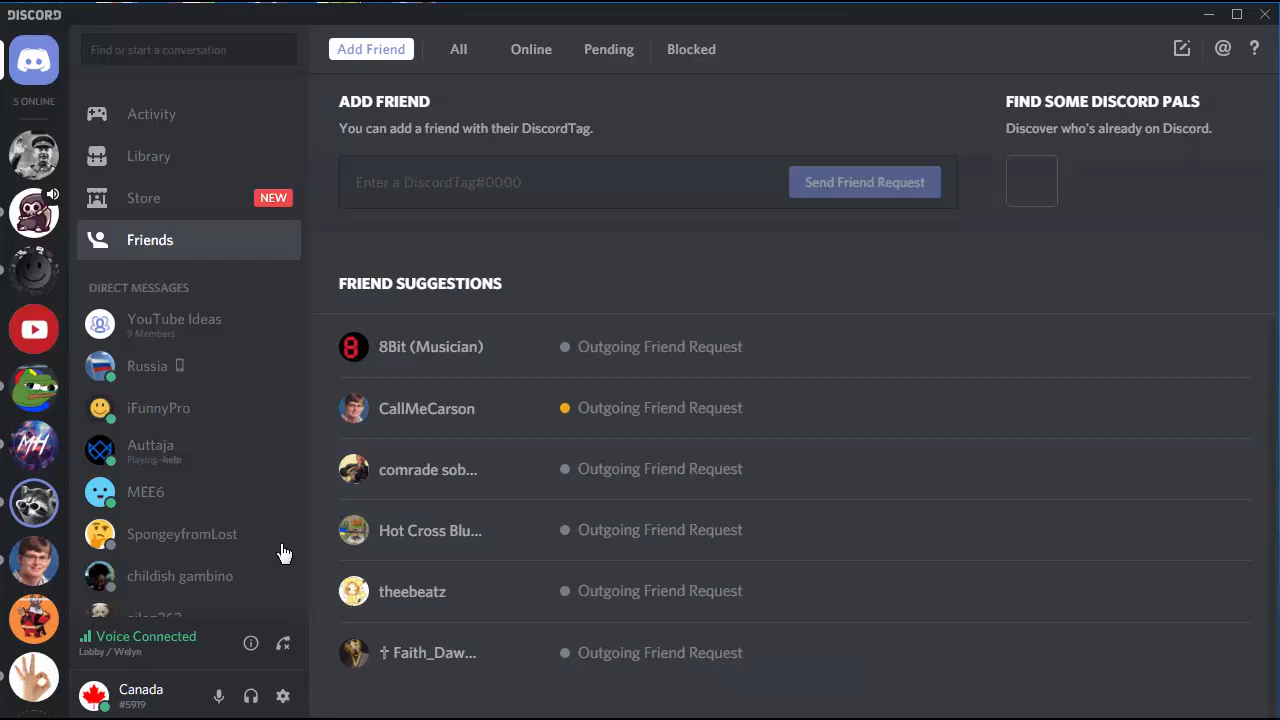 DISCORD
5 ONLINE
Find or start a conversation
Activity
Library
Store
NEW
Friends
DIRECT MESSAGES
YouTube Ideas
9 Members
Russia
iFunnyPro
Auttaja
Playing -help
MEE6
SpongeyfromLost
childish gambino
Voice Connected
Lobby / Welyn
Canada
#5919
Add Friend
All
Online
Pending
Blocked
@
?
ADD FRIEND
You can add a friend with their DiscordTag.
Enter a DiscordTag#0000
Send Friend Request
FIND SOME DISCORD PALS
Discover who's already on Discord.
FRIEND SUGGESTIONS
8
8Bit (Musician)
Outgoing Friend Request
CallMeCarson
Outgoing Friend Request
comrade sob...
Outgoing Friend Request
Hot Cross Blu...
Outgoing Friend Request
theebeatz
Outgoing Friend Request
† Faith_Daw...
Outgoing Friend Request
MH